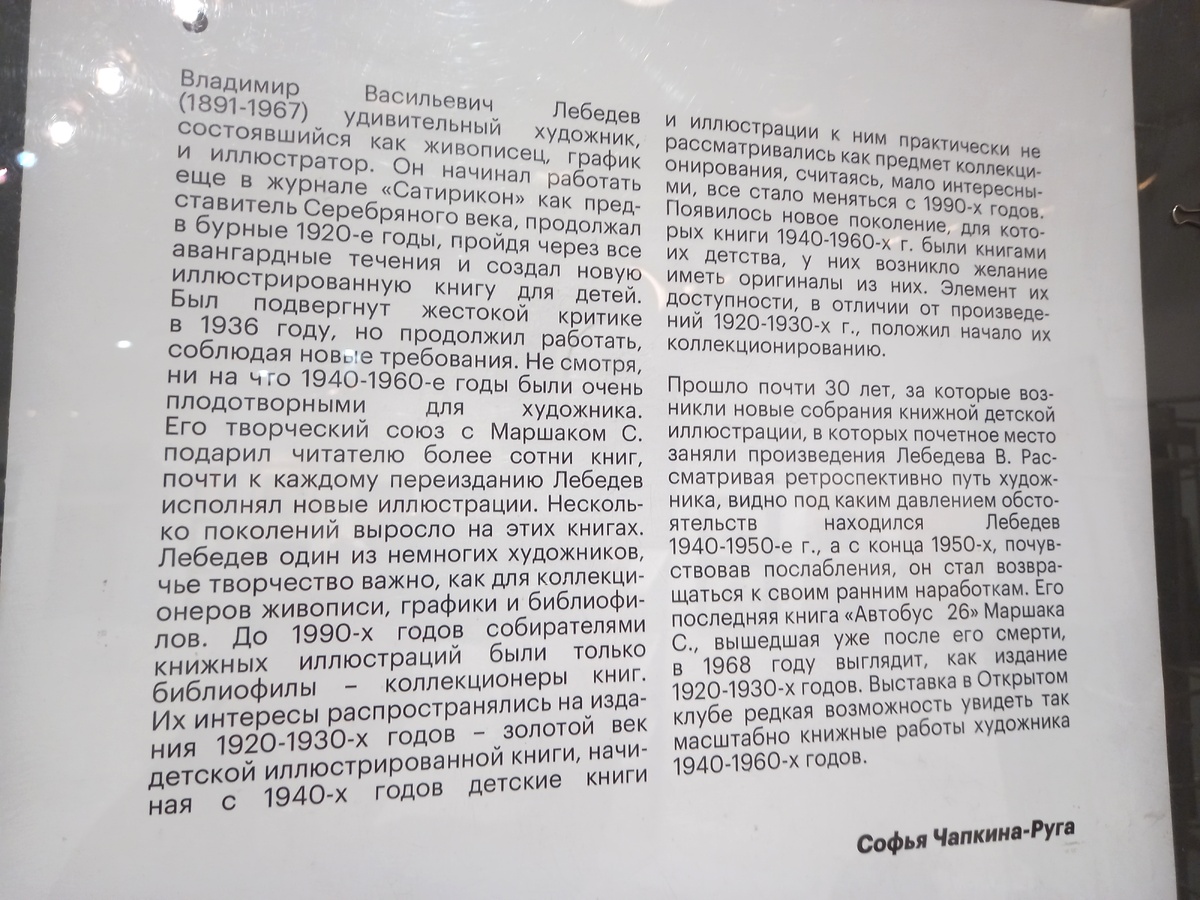 Владимир Васильевич Лебедев
(1891-1967) удивительный художник,
состоявшийся как живописец, график
и иллюстратор. Он начинал работать
еще в журнале «Сатирикон» как пред-
ставитель Серебряного века, продолжал
в бурные 1920-е годы, пройдя через все
авангардные течения и создал новую
иллюстрированную книгу для детей.
Был подвергнут жестокой критике
в 1936 году, но продолжил работать,
соблюдая новые требования. Не смотря,
ни на что 1940-1960-е годы были очень
плодотворными для художника.
Его творческий союз с Маршаком С.
подарил читателю более сотни книг,
почти к каждому переизданию Лебедев
исполнял новые иллюстрации. Несколь-
ко поколений выросло на этих книгах.
Лебедев один из немногих художников,
чье творчество важно, как для коллекци-
онеров живописи, графики и библиофи-
лов. До 1990-х годов собирателями
книжных иллюстраций были только
библиофилы – коллекционеры книг.
Их интересы распространялись на изда-
ния 1920-1930-х годов – золотой век
детской иллюстрированной книги, начи-
ная с 1940-х годов детские книги
и иллюстрации к ним практически не
рассматривались как предмет коллекци-
онирования, считаясь, мало интересны-
ми, все стало меняться с 1990-х годов.
Появилось новое поколение, для кото-
рых книги 1940-1960-х г. были книгами
их детства, у них возникло желание
иметь оригиналы из них. Элемент их
доступности, в отличии от произведе-
ний 1920-1930-х г., положил начало их
коллекционированию.
Прошло почти 30 лет, за которые воз-
никли новые собрания книжной детской
иллюстрации, в которых почетное место
заняли произведения Лебедева В. Рас-
сматривая ретроспективно путь худож-
ника, видно под каким давлением обсто-
ятельств находился Лебедев
1940-1950-е г., а с конца 1950-х, почув-
ствовав послабления, он стал возвра-
щаться к своим ранним наработкам. Его
последняя книга «Автобус 26» Маршака
С., вышедшая уже после его смерти,
в 1968 году выглядит, как издание
1920-1930-х годов. Выставка в Открытом
клубе редкая возможность увидеть так
масштабно книжные работы художника
1940-1960-х годов.
Софья Чапкина-Руга